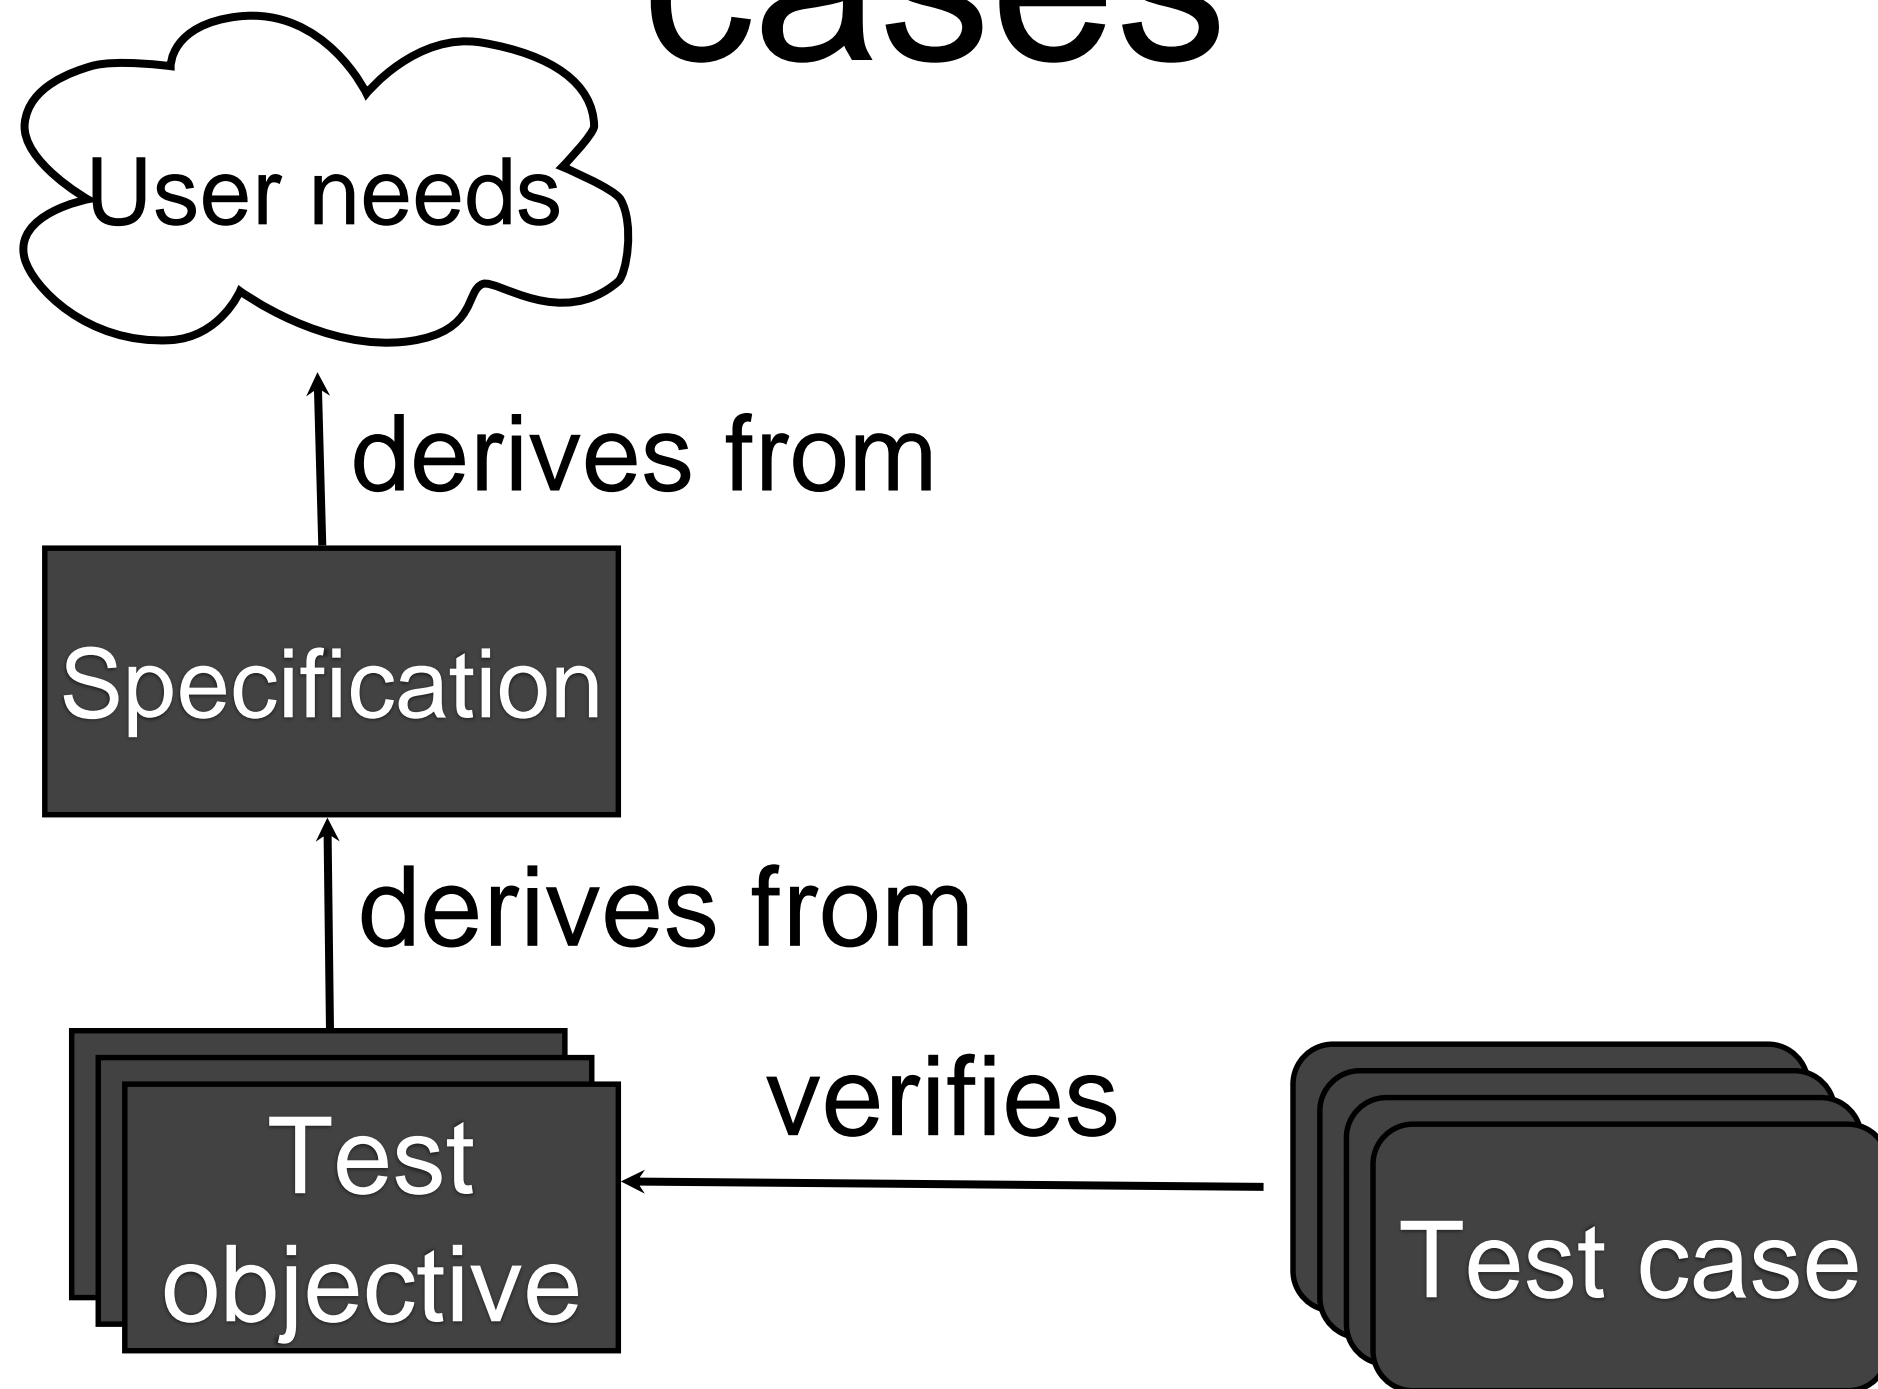 cases
User needs
derives from
Specification
derives from
verifies
Test
objective
Test case